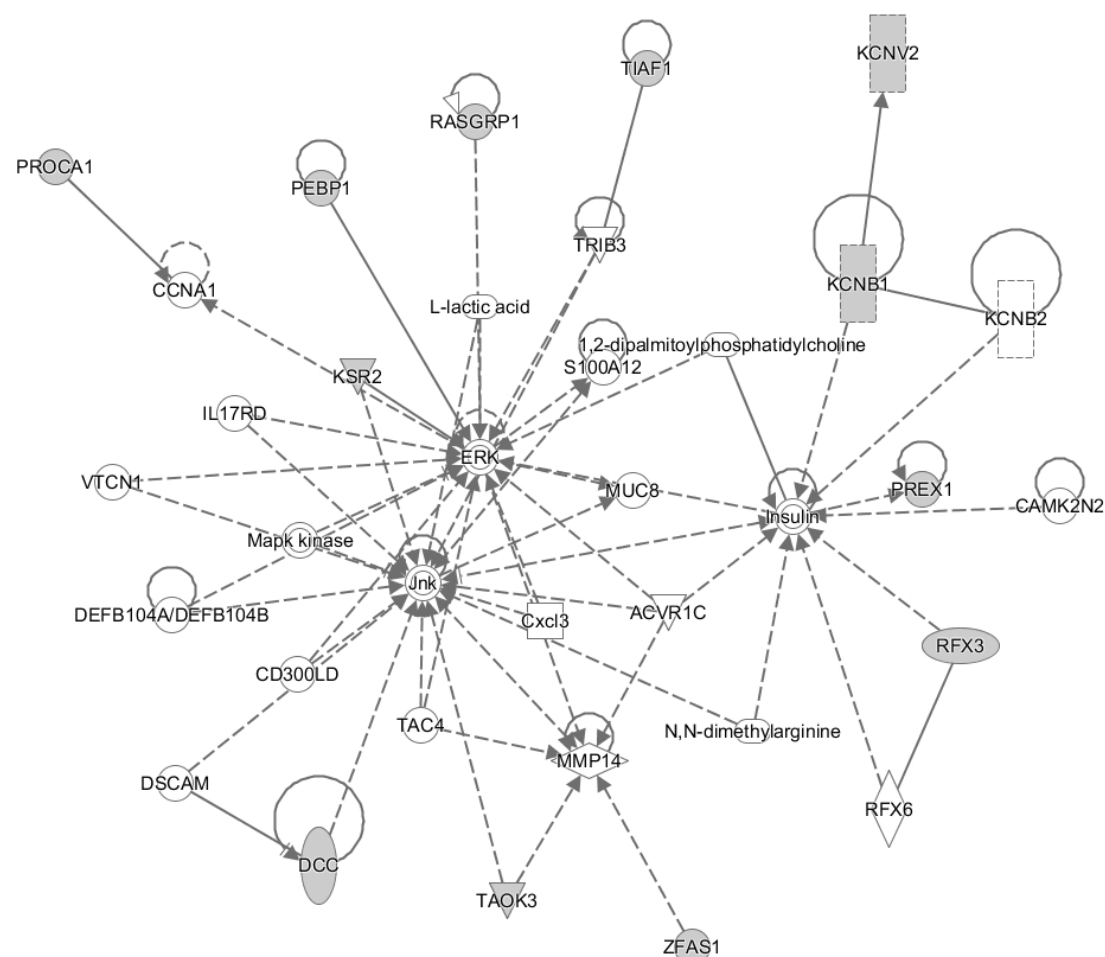 KCNV2
TIAF1
RASGRP1
PROCA1
PEBP1
TRIB3
KCNB1
CCNA1
L-lactic acid
KCNB2
1,2-dipalmitoylphosphatidylcholine
S100A12
KSR2
IL17RD
ERK
VTCN1
MUC8
PREX1
Insulin
CAMK2N2
Mapk kinase
Jnk
DEFB104A/DEFB104B
Cxcl3
ACVR1C
RFX3
CD300LD
TAC4
N,N-dimethylarginine
MMP14
DSCAM
RFX6
DCC
TAOK3
ZFAS1